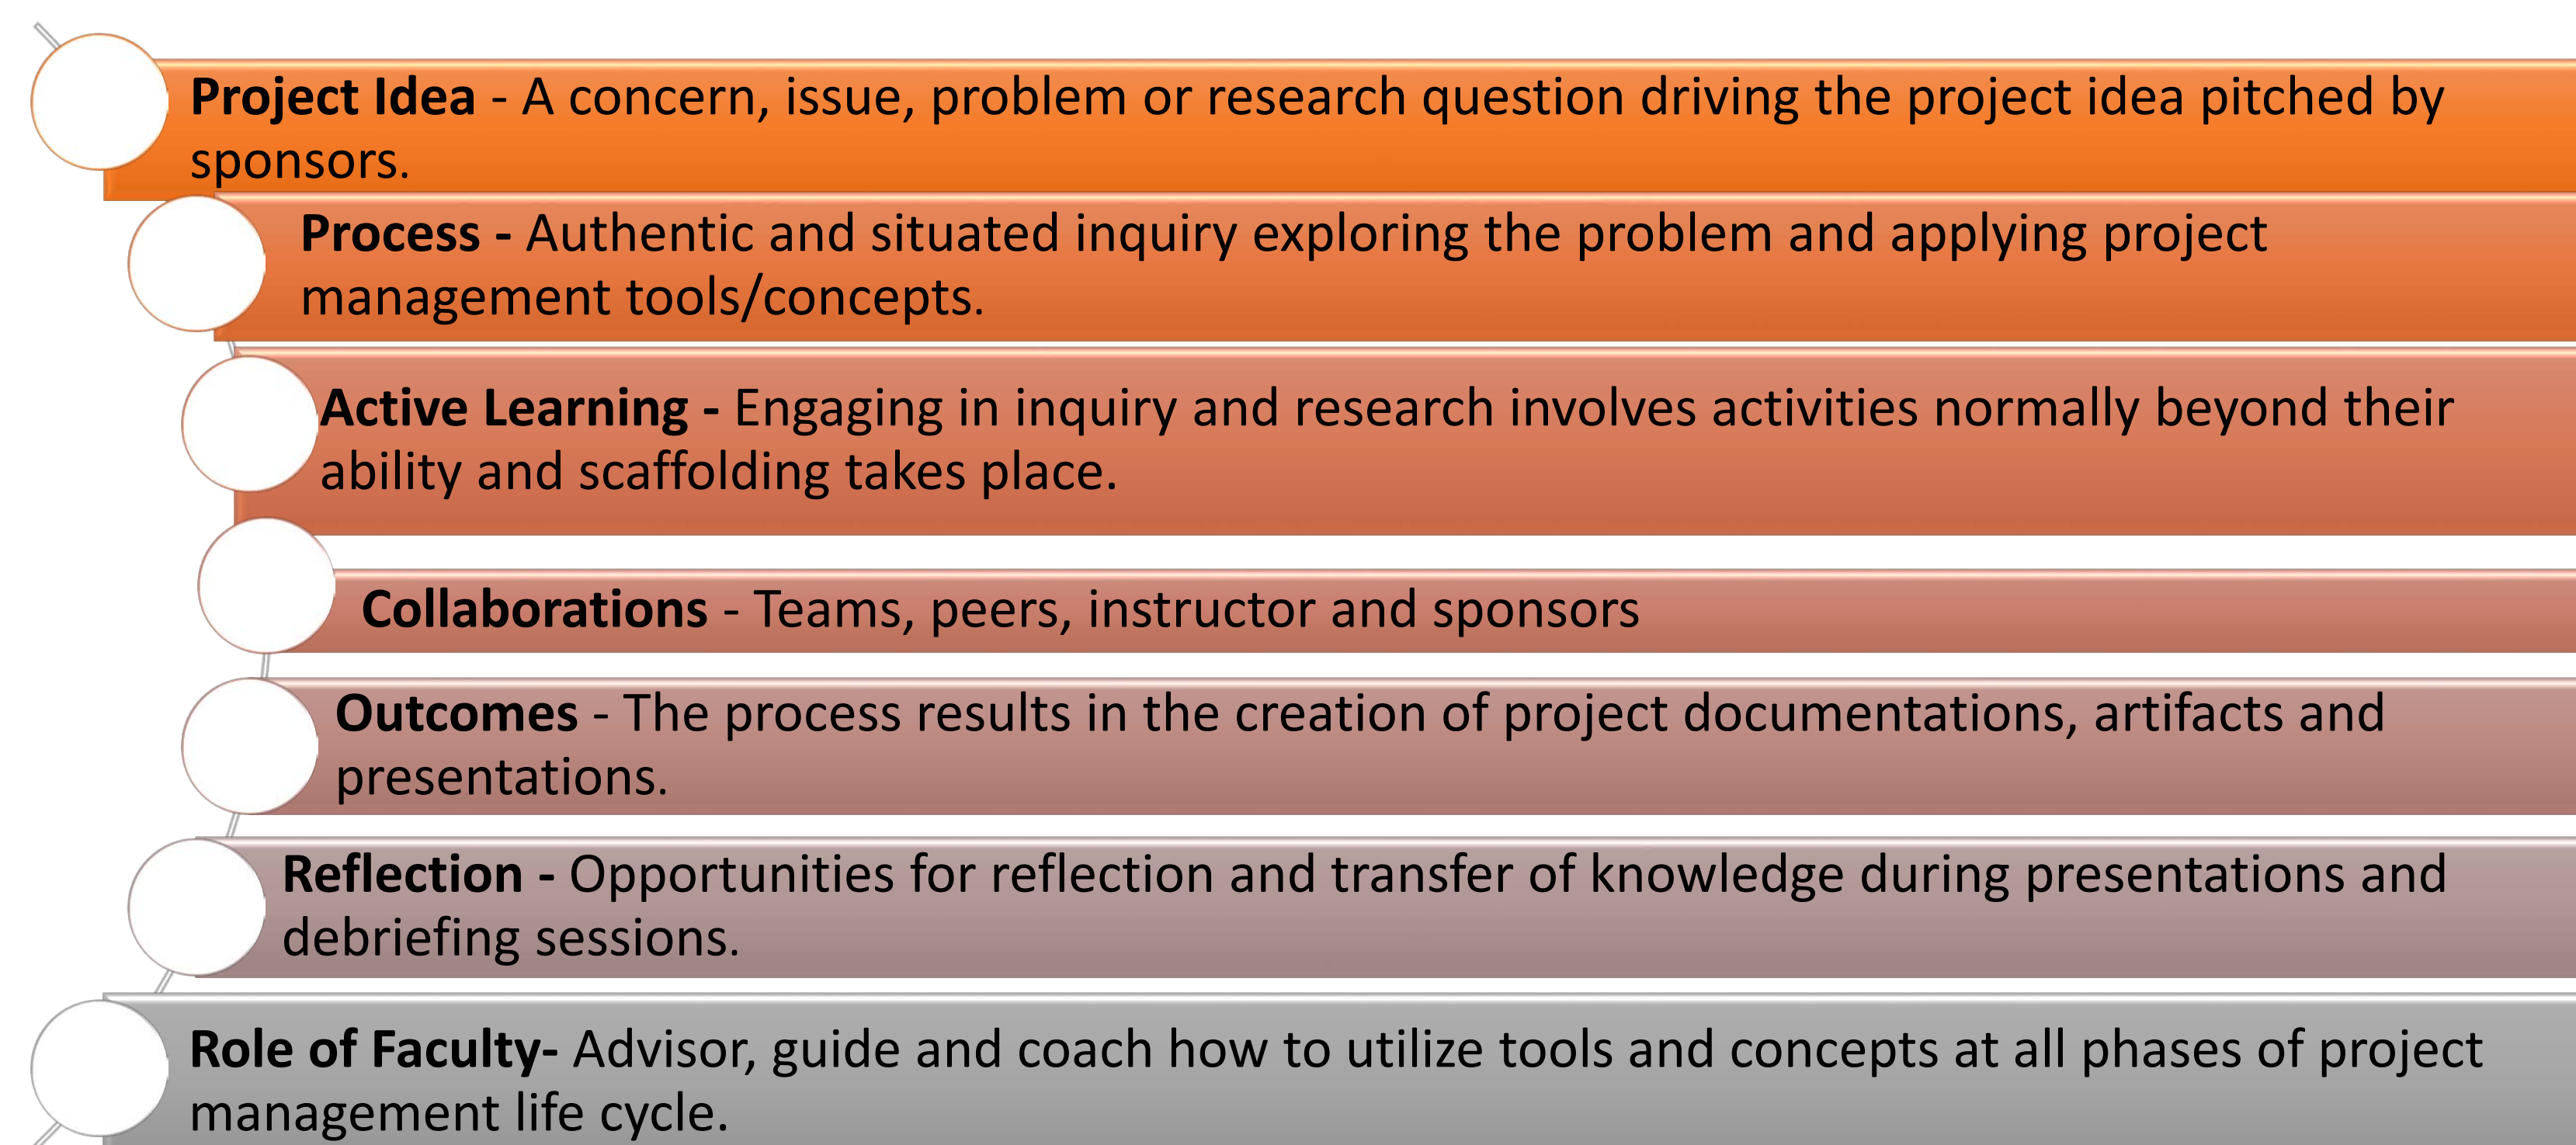 Project Idea - A concern, issue, problem or research question driving the project idea pitched by
sponsors.
Process - Authentic and situated inquiry exploring the problem and applying project
management tools/concepts.
Active Learning - Engaging in inquiry and research involves activities normally beyond their
ability and scaffolding takes place.
Collaborations - Teams, peers, instructor and sponsors
Outcomes - The process results in the creation of project documentations, artifacts and
presentations.
Reflection - Opportunities for reflection and transfer of knowledge during presentations and
debriefing sessions.
Role of Faculty- Advisor, guide and coach how to utilize tools and concepts at all phases of project
management life cycle.